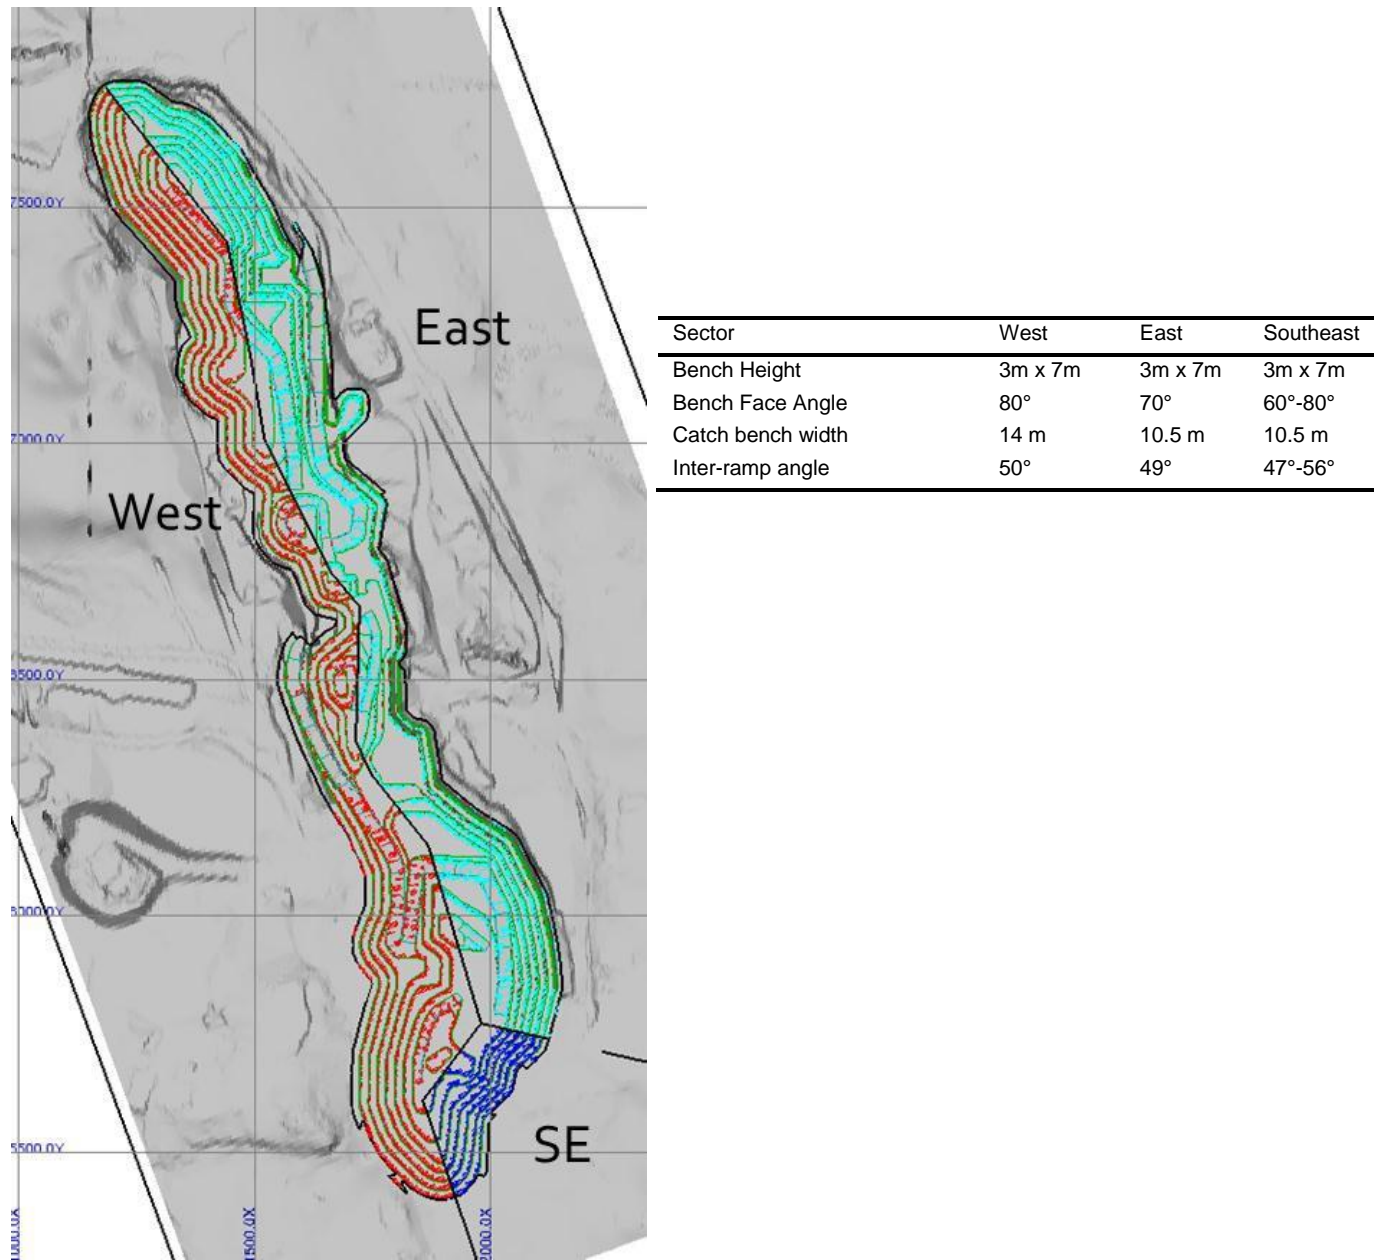 7500.0Y
East
7000.0Y
West
6500.0Y
6000.0Y
5500.0Y
SE
1500.0X
2000.0X
Sector West East Southeast
Bench Height 3m x 7m 3m x 7m 3m x 7m
Bench Face Angle 80° 70° 60°-80°
Catch bench width 14 m 10.5 m 10.5 m
Inter-ramp angle 50° 49° 47°-56°